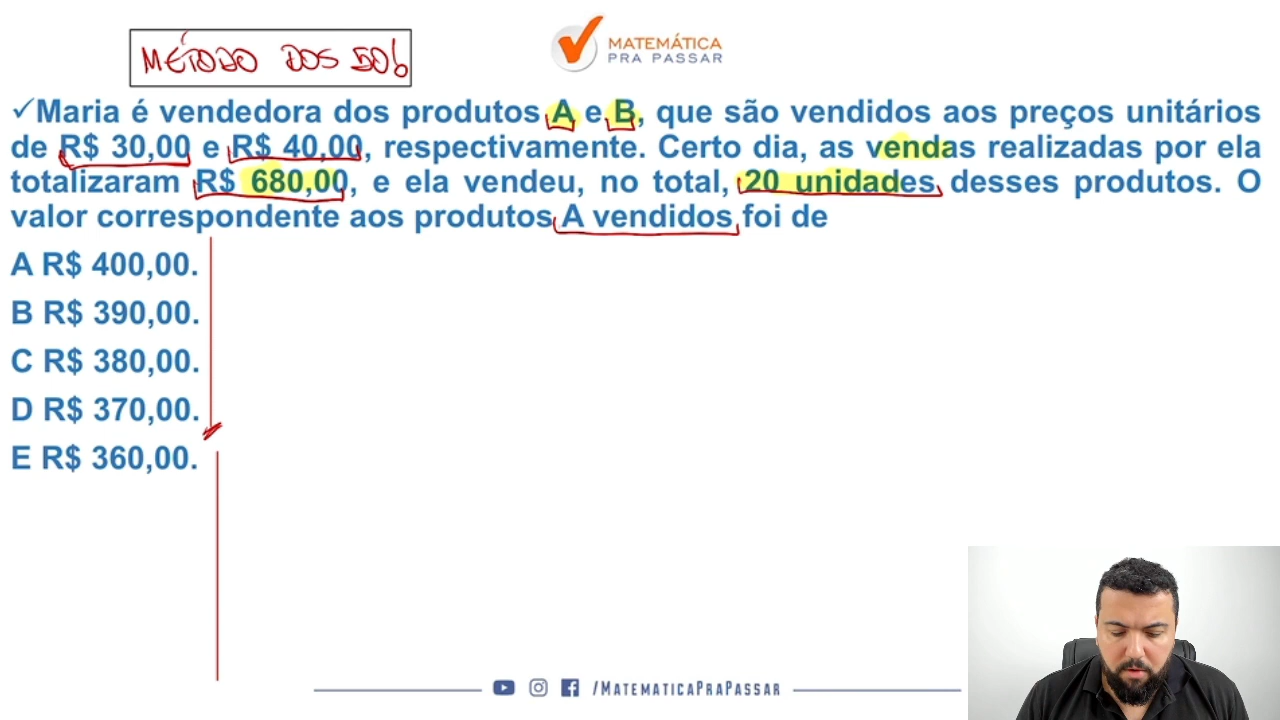 MÉTODO DOS 50%
MATEMÁTICA
PRA PASSAR
✓Maria é vendedora dos produtos A e B, que são vendidos aos preços unitários
de R$ 30,00 e R$ 40,00, respectivamente. Certo dia, as vendas realizadas por ela
totalizaram R$ 680,00, e ela vendeu, no total, 20 unidades desses produtos. O
valor correspondente aos produtos A vendidos foi de
A R$ 400,00.
B R$ 390,00.
C R$ 380,00.
D R$ 370,00.
E R$ 360,00.
/MATEMATICAPRAPASSAR